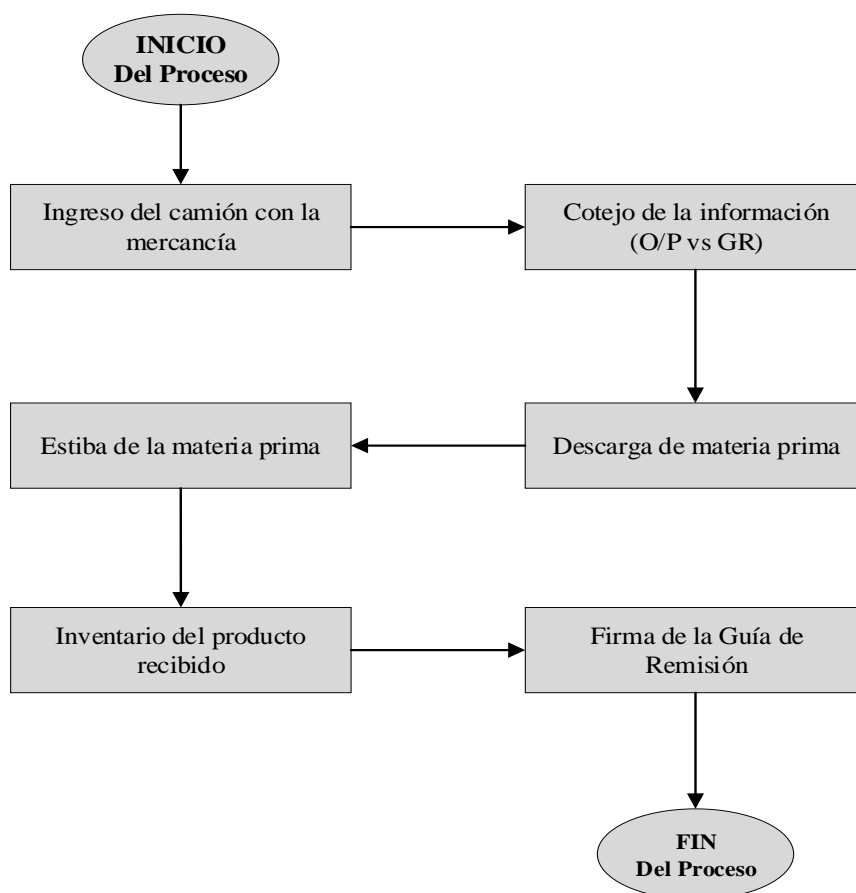 INICIO
Del Proceso
Ingreso del camión con la
mercancía
Cotejo de la información
(O/P vs GR)
Descarga de materia prima
Estiba de la materia prima
Inventario del producto
recibido
Firma de la Guía de
Remisión
FIN
Del Proceso